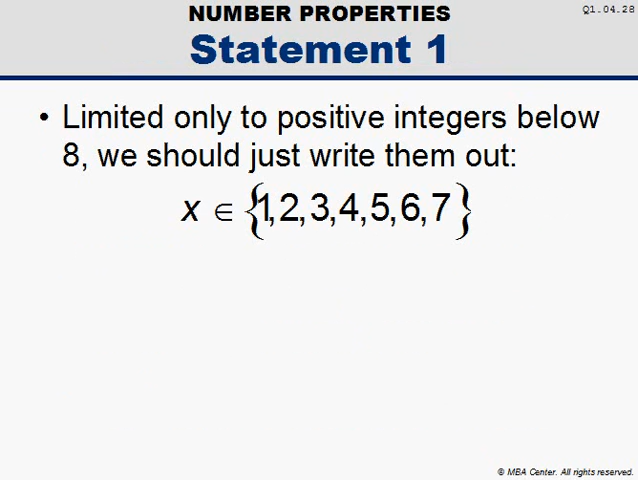 NUMBER PROPERTIES
Q1.04.28
Statement 1
• Limited only to positive integers below
8, we should just write them out:
x ∈ {1,2,3,4,5,6,7}
© MBA Center. All rights reserved.